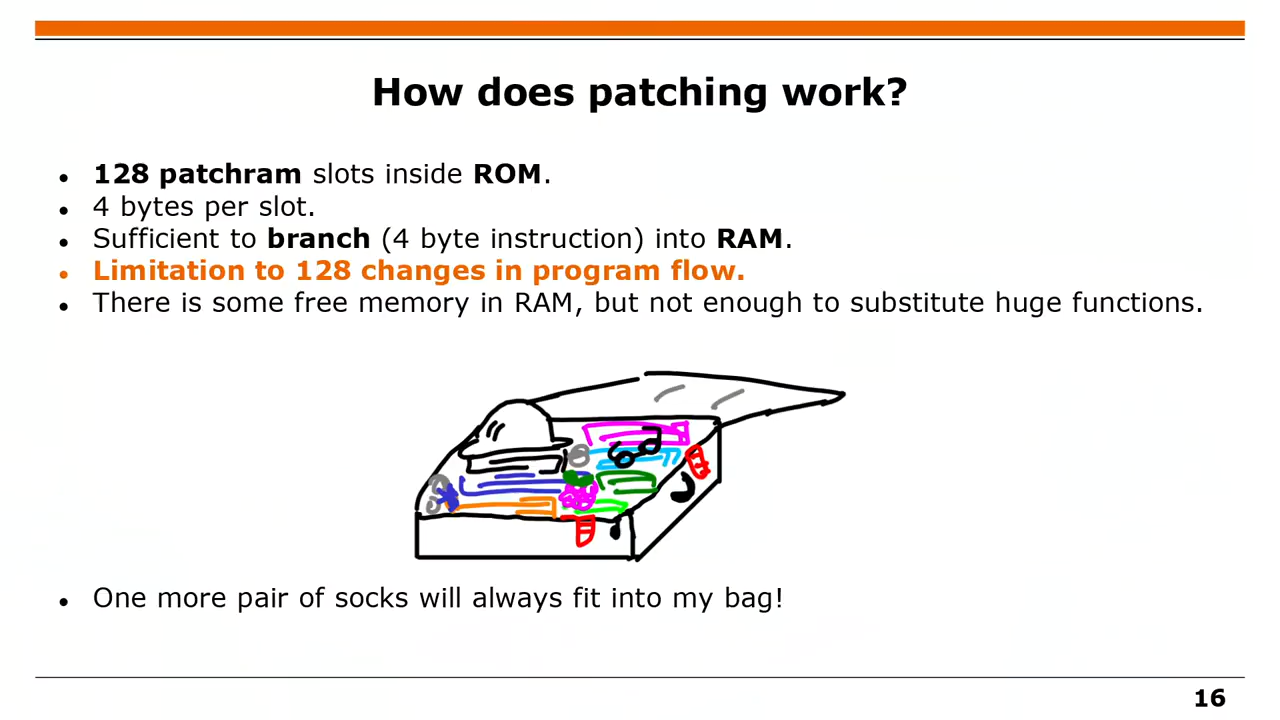 How does patching work?
128 patchram slots inside ROM.
4 bytes per slot.
Sufficient to branch (4 byte instruction) into RAM.
Limitation to 128 changes in program flow.
There is some free memory in RAM, but not enough to substitute huge functions.
One more pair of socks will always fit into my bag!
16